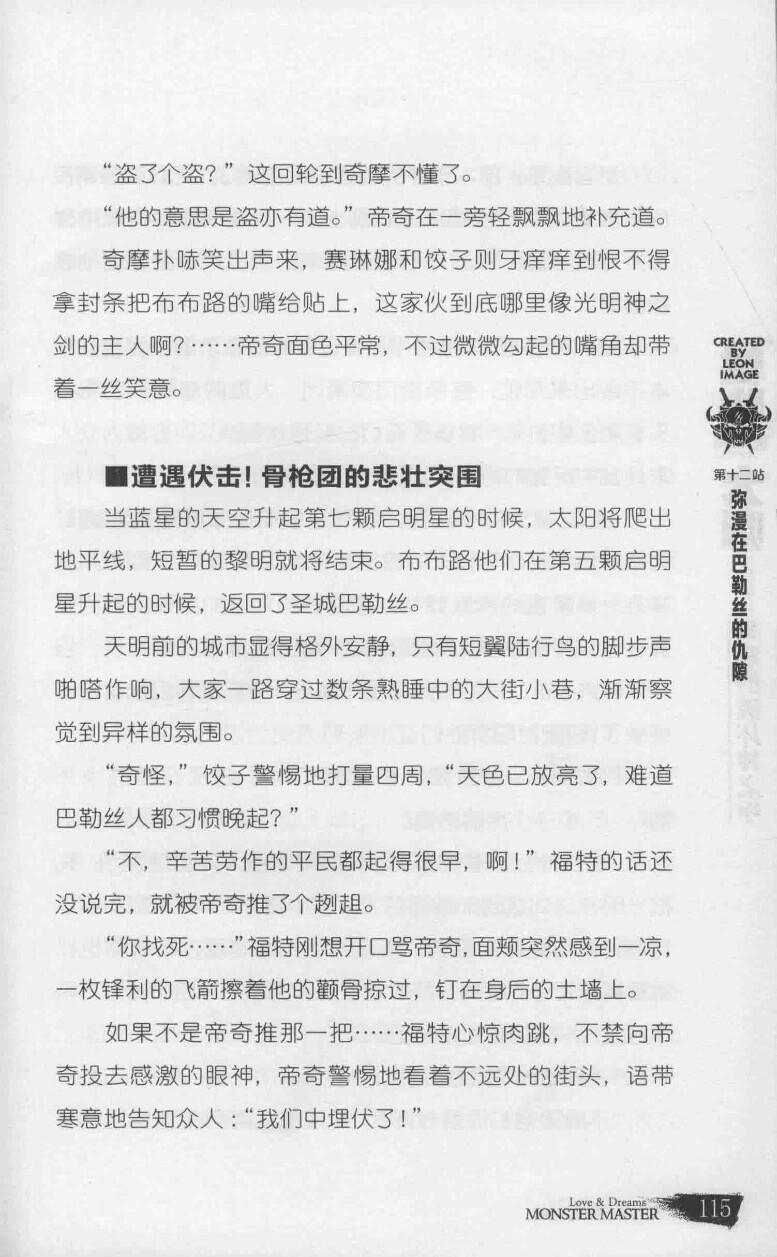 “盗了个盗？”这回轮到奇摩不懂了。
“他的意思是盗亦有道。”帝奇在一旁轻飘飘地补充道。
奇摩扑哧笑出声来，赛琳娜和饺子则牙痒痒到恨不得
拿封条把布布路的嘴给贴上，这家伙到底哪里像光明神之
剑的主人啊？……帝奇面色平常，不过微微勾起的嘴角却带
着一丝笑意。
■遭遇伏击！骨枪团的悲壮突围
当蓝星的天空升起第七颗启明星的时候，太阳将爬出
地平线，短暂的黎明就将结束。布布路他们在第五颗启明
星升起的时候，返回了圣城巴勒丝。
天明前的城市显得格外安静，只有短翼陆行鸟的脚步声
啪嗒作响，大家一路穿过数条熟睡中的大街小巷，渐渐察
觉到异样的氛围。
“奇怪，”饺子警惕地打量四周，“天色已放亮了，难道
巴勒丝人都习惯晚起？”
“不，辛苦劳作的平民都起得很早，啊！”福特的话还
没说完，就被帝奇推了个趔趄。
“你找死……”福特刚想开口骂帝奇，面颊突然感到一凉，
一枚锋利的飞箭擦着他的颧骨掠过，钉在身后的土墙上。
如果不是帝奇推那一把……福特心惊肉跳，不禁向帝
奇投去感激的眼神，帝奇警惕地看着不远处的街头，语带
寒意地告知众人：“我们中埋伏了！”
CREATED
BY
LEON
IMAGE
第十二站
弥漫在巴勒丝的仇隙
Love & Dreams
MONSTER MASTER
115